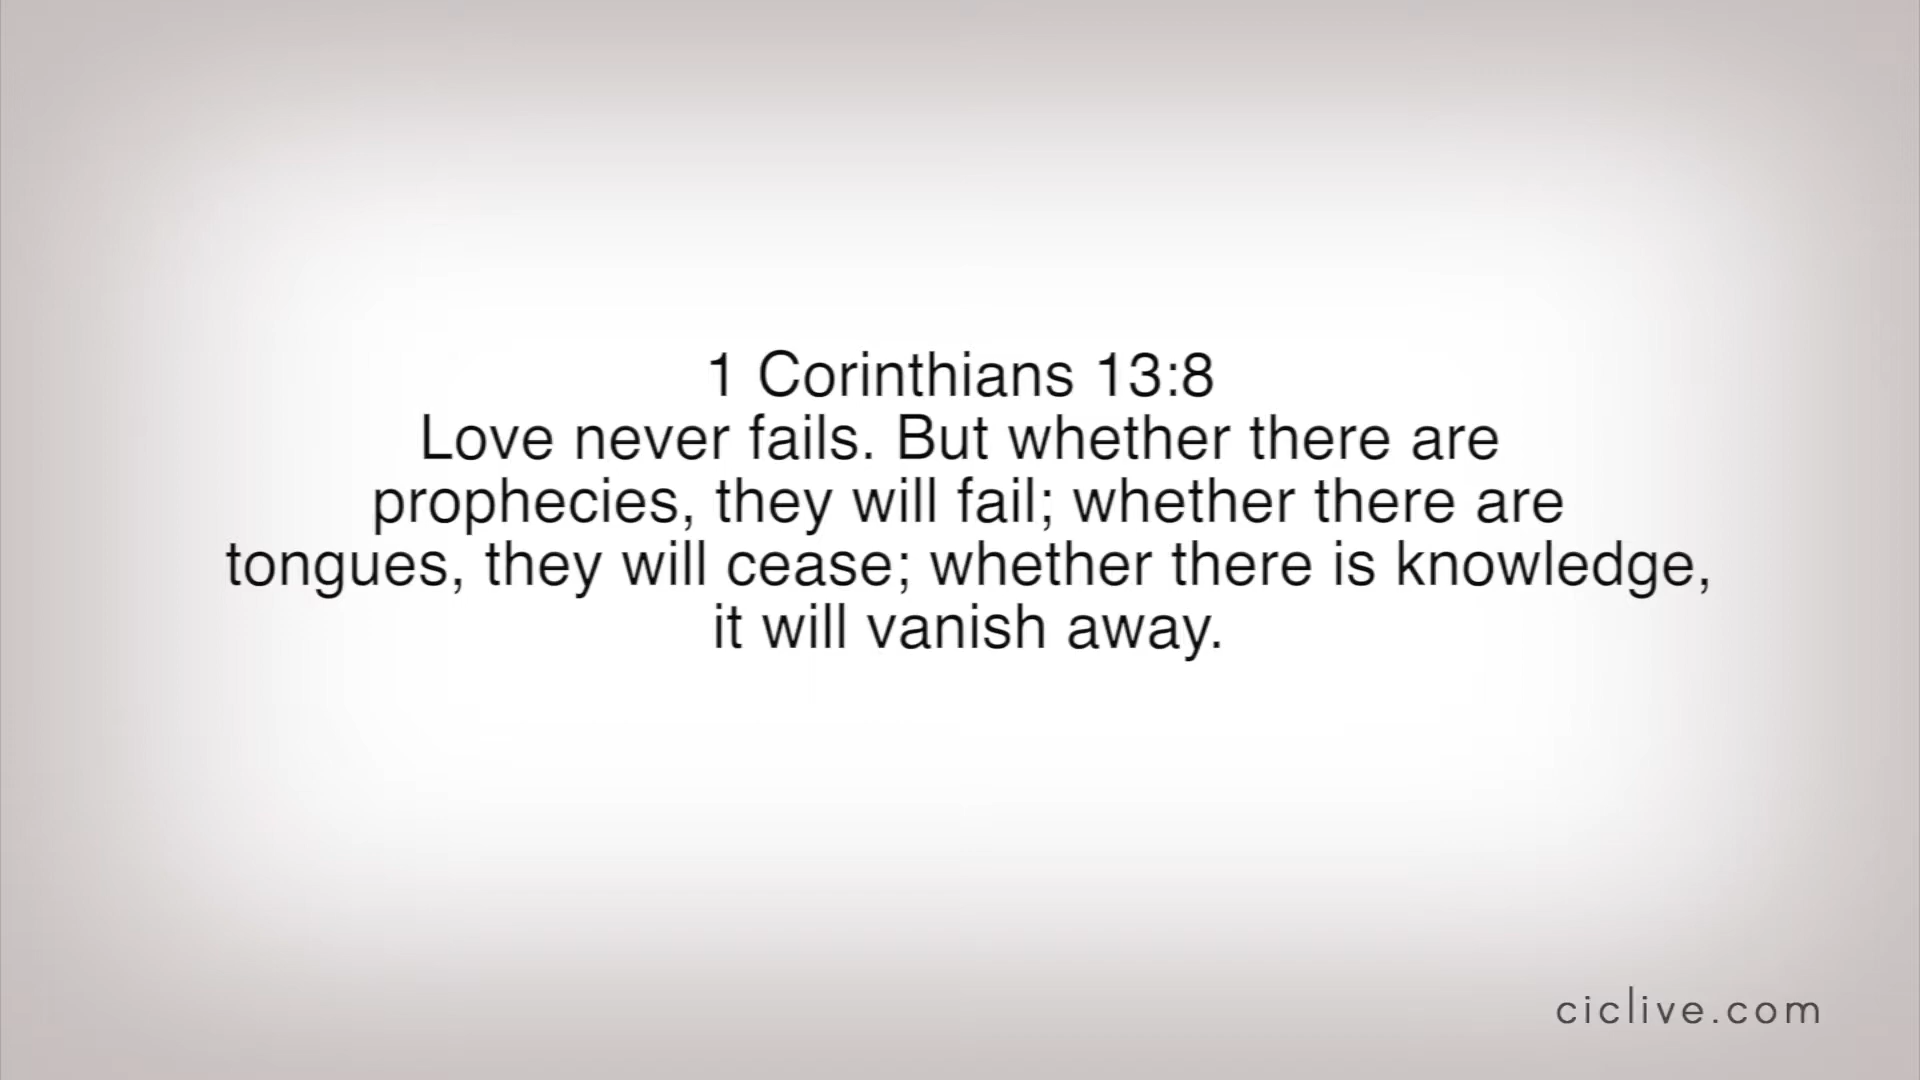 1 Corinthians 13:8
Love never fails. But whether there are
prophecies, they will fail; whether there are
tongues, they will cease; whether there is knowledge,
it will vanish away.
ciclive.com